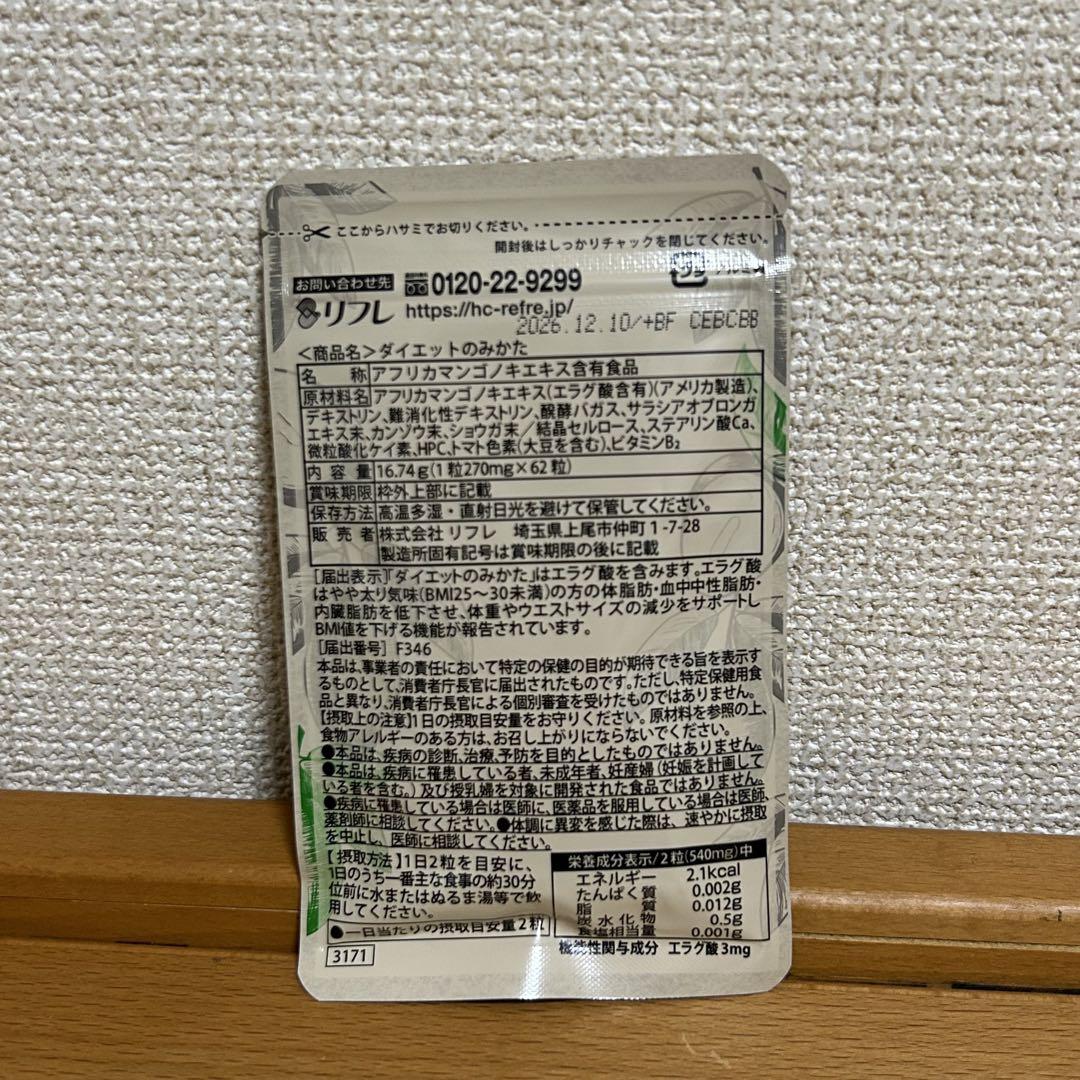 ここからハサミでお切りください。
開封後はしっかりチャックを閉じてください。
お問い合わせ先 0120-22-9299
リフレ https://hc-refre.jp/
2026.12.10/+BF CEBCBB
<商品名>ダイエットのみかた
名称 アフリカマンゴノキエキス含有食品
原材料名 アフリカマンゴノキエキス(エラグ酸含有)(アメリカ製造)、
デキストリン、難消化性デキストリン、醗酵バガス、サラシアオブロンガ
エキス末、カンゾウ末、ショウガ末／結晶セルロース、ステアリン酸Ca、
微粒酸化ケイ素、HPC、トマト色素(大豆を含む)、ビタミンB₂
内容量 16.74g(1粒270mg×62粒)
賞味期限 枠外上部に記載
保存方法 高温多湿・直射日光を避けて保管してください。
販売者 株式会社 リフレ 埼玉県上尾市仲町1-7-28
製造所固有記号は賞味期限の後に記載
[届出表示]「ダイエットのみかた」はエラグ酸を含みます。エラグ酸
はやや太り気味(BMI25～30未満)の方の体脂肪・血中中性脂肪・
内臓脂肪を低下させ、体重やウエストサイズの減少をサポートし
BMI値を下げる機能が報告されています。
[届出番号] F346
本品は、事業者の責任において特定の保健の目的が期待できる旨を表示す
るものとして、消費者庁長官に届出されたものです。ただし、特定保健用食
品と異なり、消費者庁長官による個別審査を受けたものではありません。
【摂取上の注意】1日の摂取目安量をお守りください。原材料を参照の上、
食物アレルギーのある方は、お召し上がりにならないでください。
●本品は、疾病の診断、治療、予防を目的としたものではありません。
●本品は、疾病に罹患している者、未成年者、妊産婦(妊娠を計画して
いる者を含む。)及び授乳婦を対象に開発された食品ではありません。
●疾病に罹患している場合は医師に、医薬品を服用している場合は医師、
薬剤師に相談してください。●体調に異変を感じた際は、速やかに摂取
を中止し、医師に相談してください。
【摂取方法】1日2粒を目安に、
1日のうち一番主な食事の約30分
位前に水またはぬるま湯等で飲
用してください。
●一日当たりの摂取目安量2粒
3171
栄養成分表示/2粒(540mg)中
エネルギー 2.1kcal
たんぱく質 0.002g
脂質 0.012g
炭水化物 0.5g
食塩相当量 0.001g
機能性関与成分 エラグ酸3mg